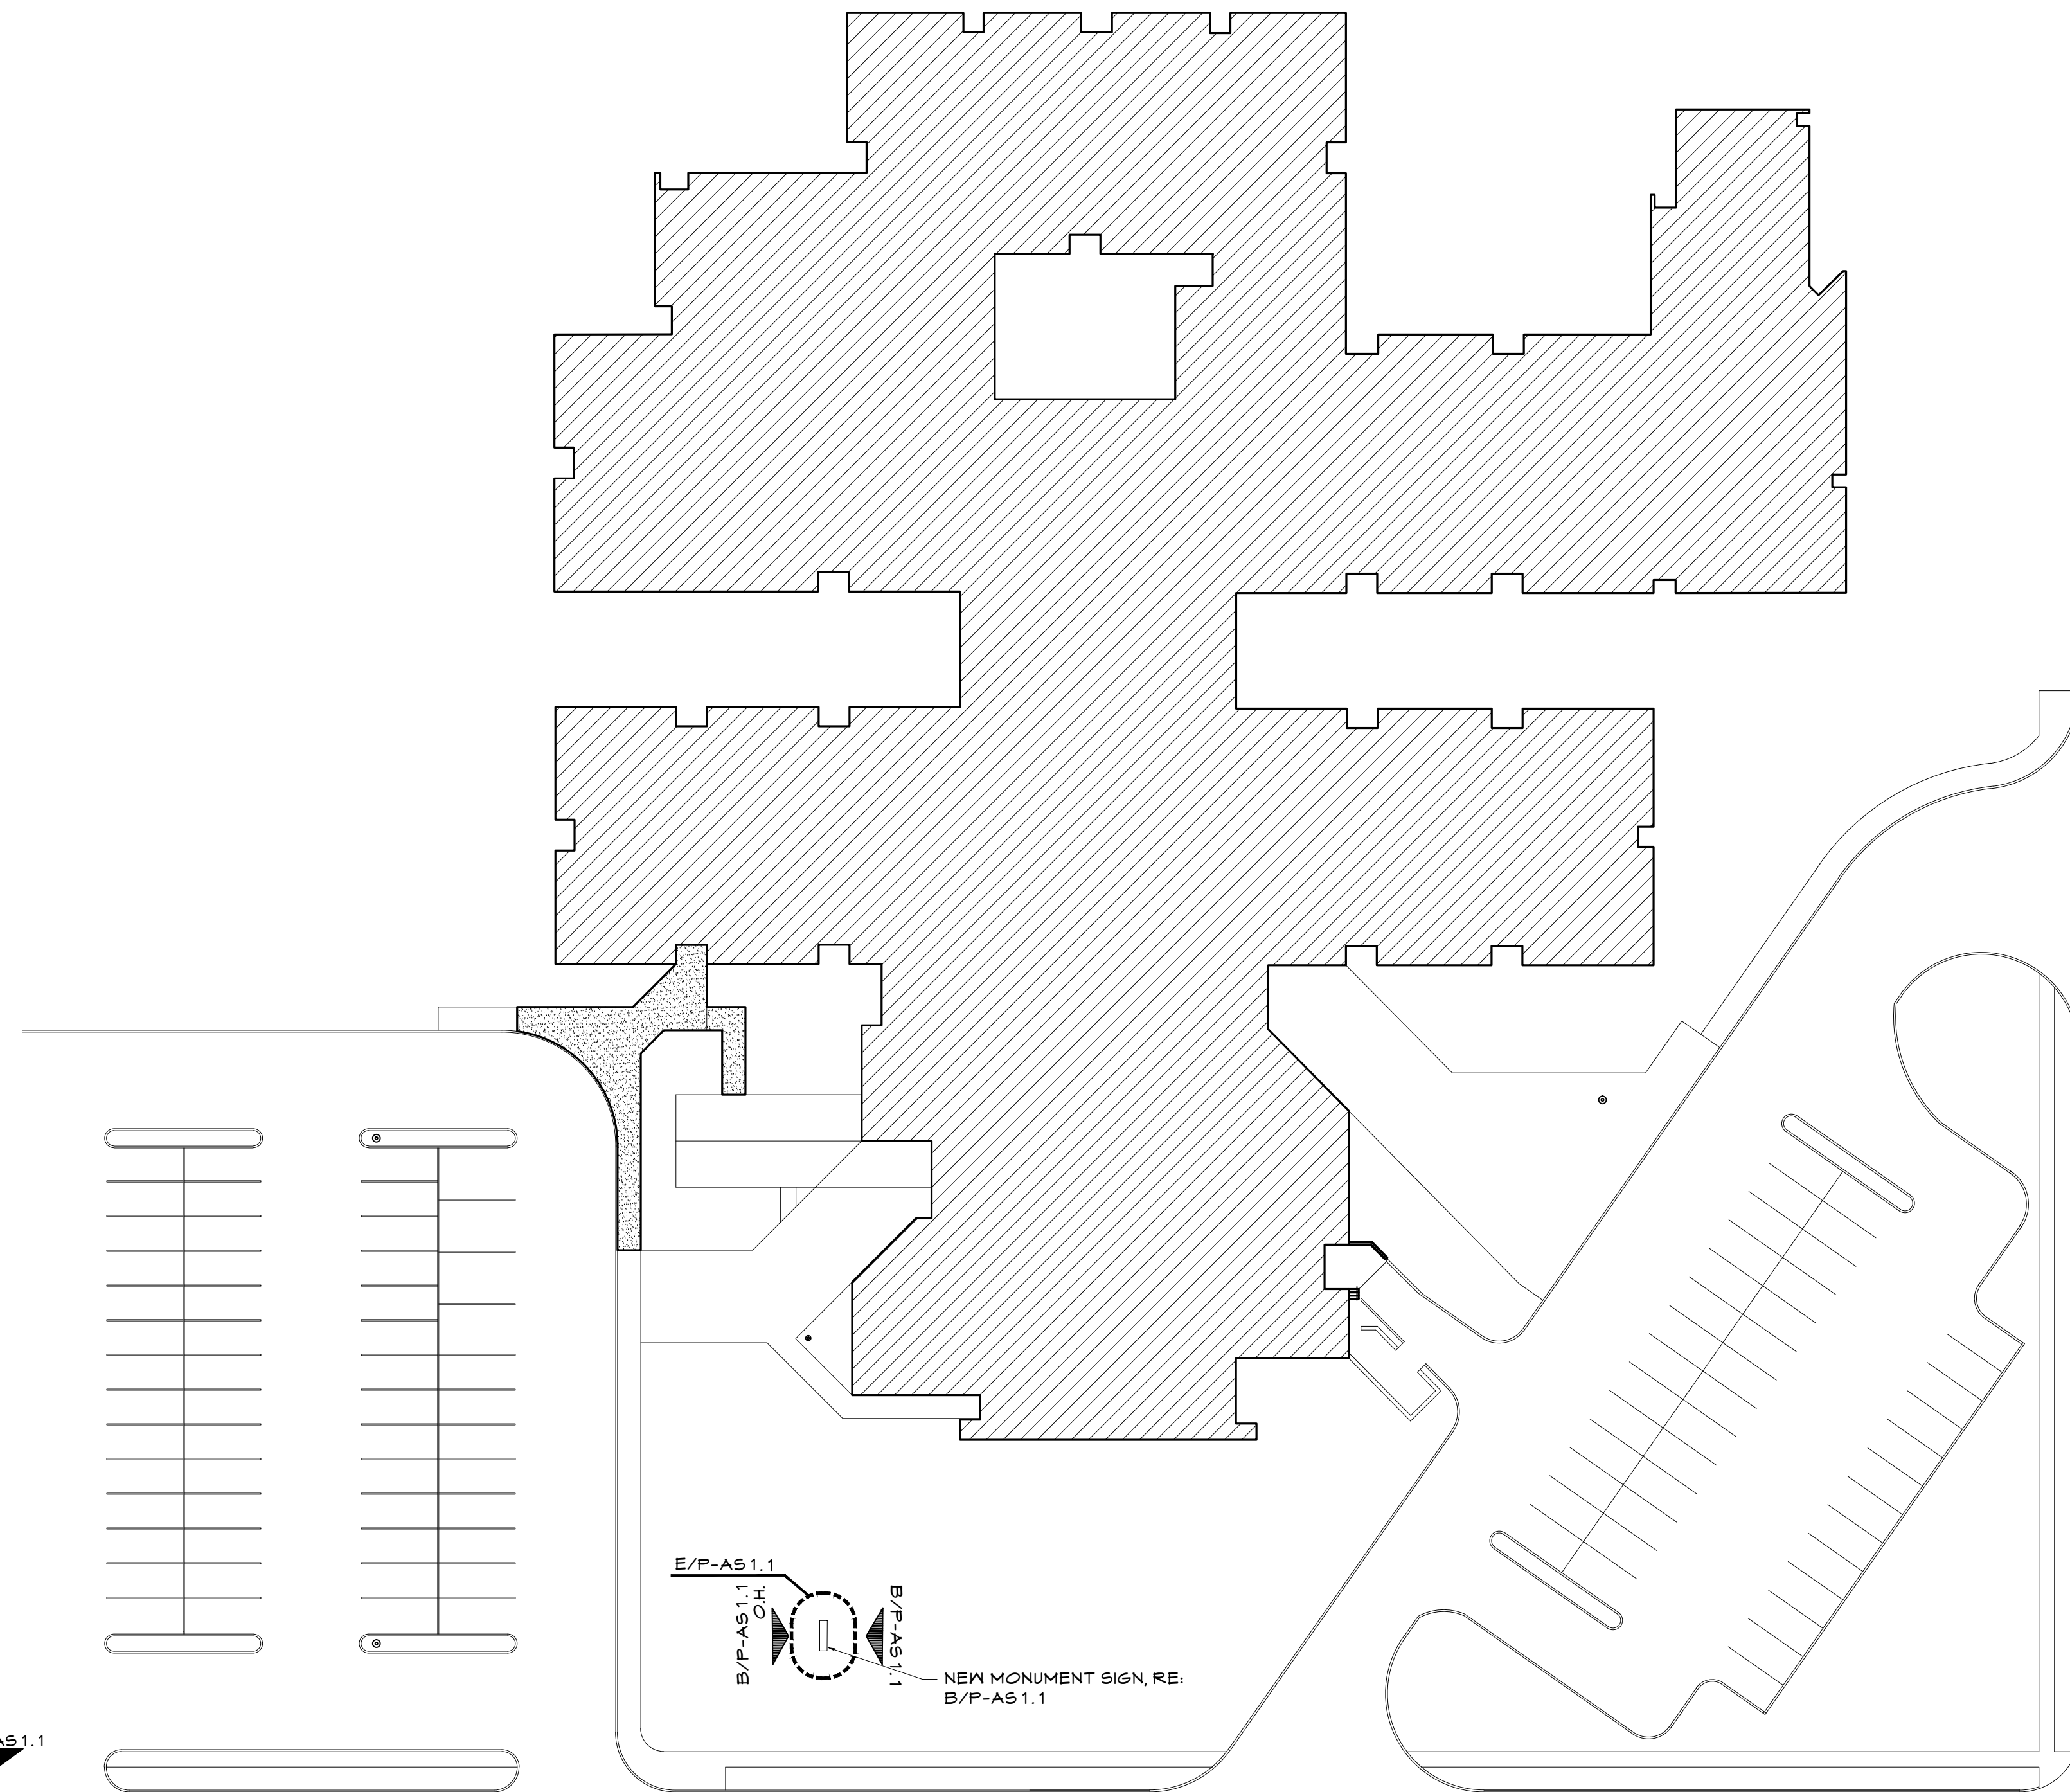 E/P-AS1.1
B/P-AS1.1
O.H.
B/P-AS1.1
NEW MONUMENT SIGN, RE:
B/P-AS1.1
AS1.1